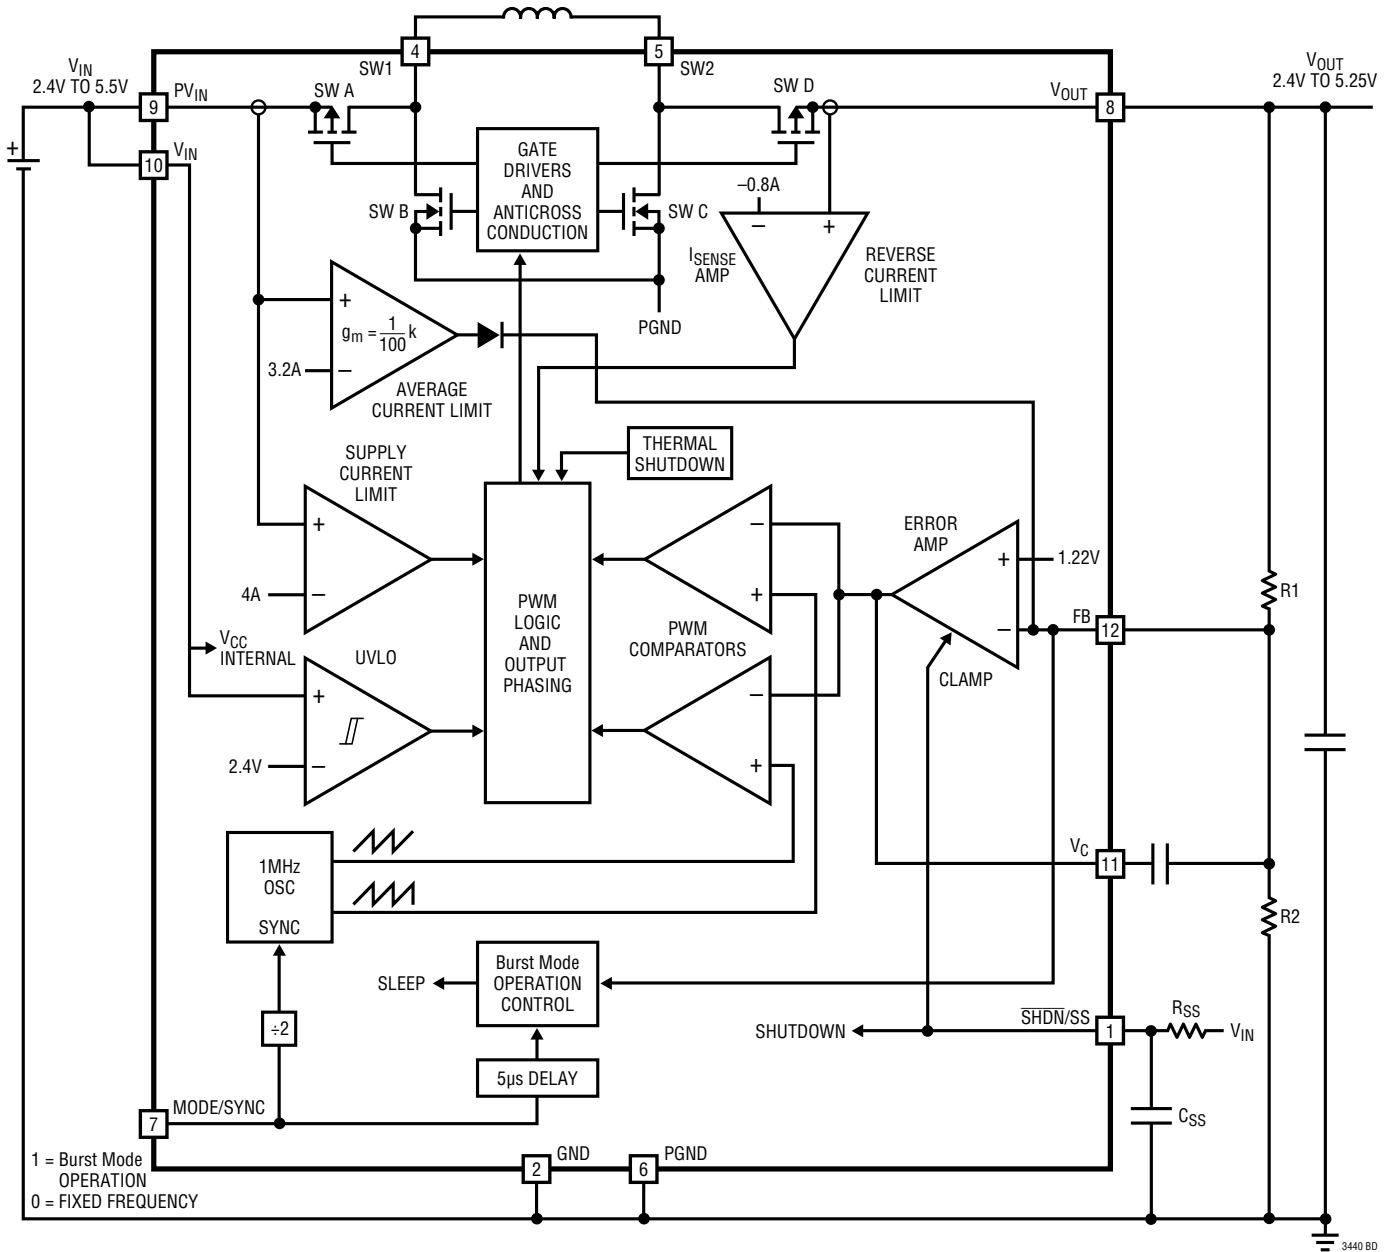 4
5
SW1
SW2
VIN
2.4V TO 5.5V
9
PVIN
SW A
SW D
VOUT
8
VOUT
2.4V TO 5.25V
+
10
VIN
GATE
DRIVERS
AND
ANTICROSS
CONDUCTION
SW B
SW C
–0.8A
–
+
ISENSE
AMP
REVERSE
CURRENT
LIMIT
PGND
+
gm = 1/100 k
3.2A
–
AVERAGE
CURRENT LIMIT
THERMAL
SHUTDOWN
SUPPLY
CURRENT
LIMIT
+
4A
–
–
+
ERROR
AMP
+
1.22V
–
CLAMP
FB
12
R1
PWM
LOGIC
AND
OUTPUT
PHASING
PWM
COMPARATORS
VCC
INTERNAL
UVLO
+
2.4V
–
–
+
1MHz
OSC
SYNC
VC
11
R2
SLEEP
Burst Mode
OPERATION
CONTROL
÷2
5µs DELAY
SHUTDOWN
S̅H̅D̅N̅/SS
1
RSS
VIN
CSS
7
MODE/SYNC
1 = Burst Mode
OPERATION
0 = FIXED FREQUENCY
2
GND
6
PGND
3440 BD